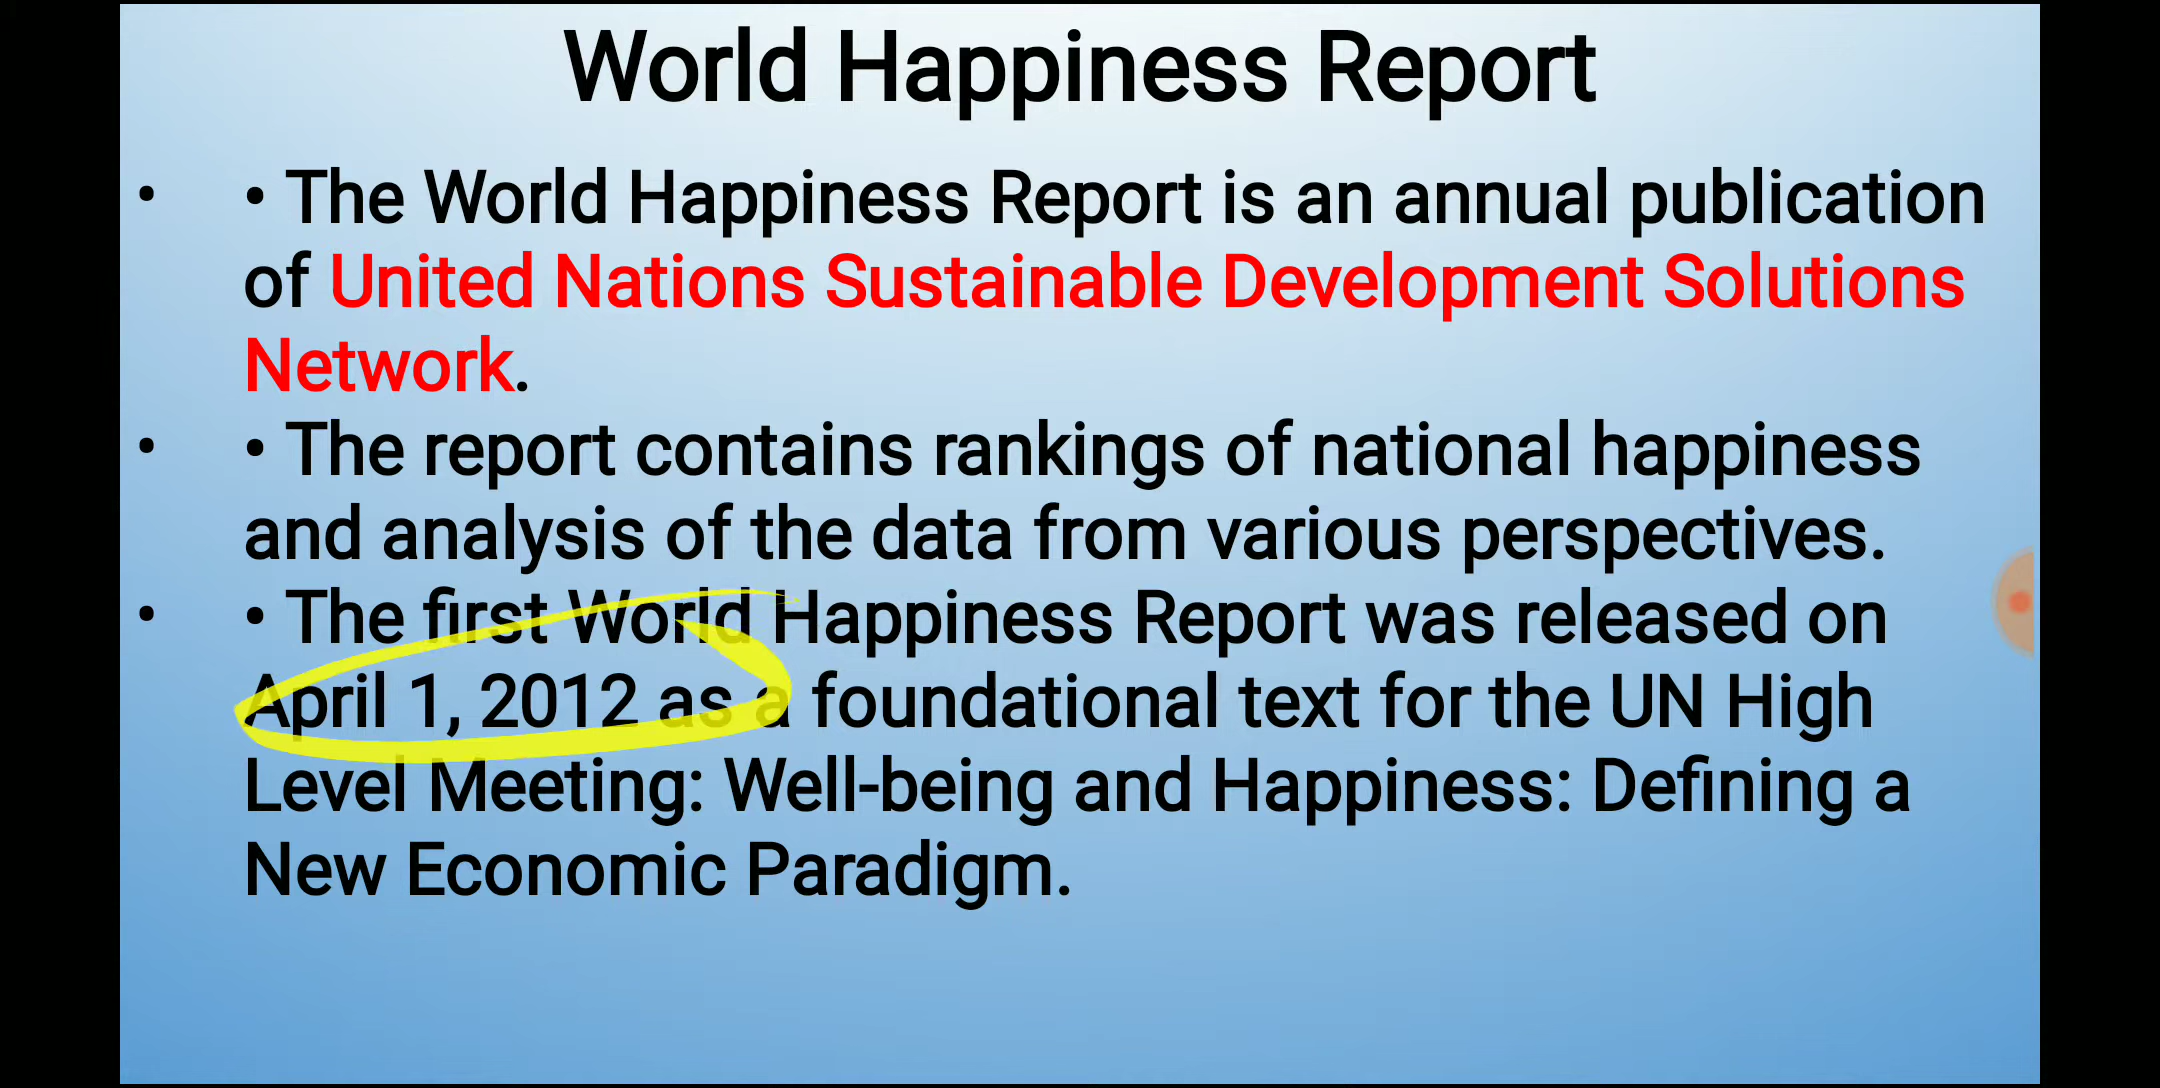 World Happiness Report
• • The World Happiness Report is an annual publication
of United Nations Sustainable Development Solutions
Network.
• • The report contains rankings of national happiness
and analysis of the data from various perspectives.
• • The first World Happiness Report was released on
April 1, 2012 as a foundational text for the UN High
Level Meeting: Well-being and Happiness: Defining a
New Economic Paradigm.